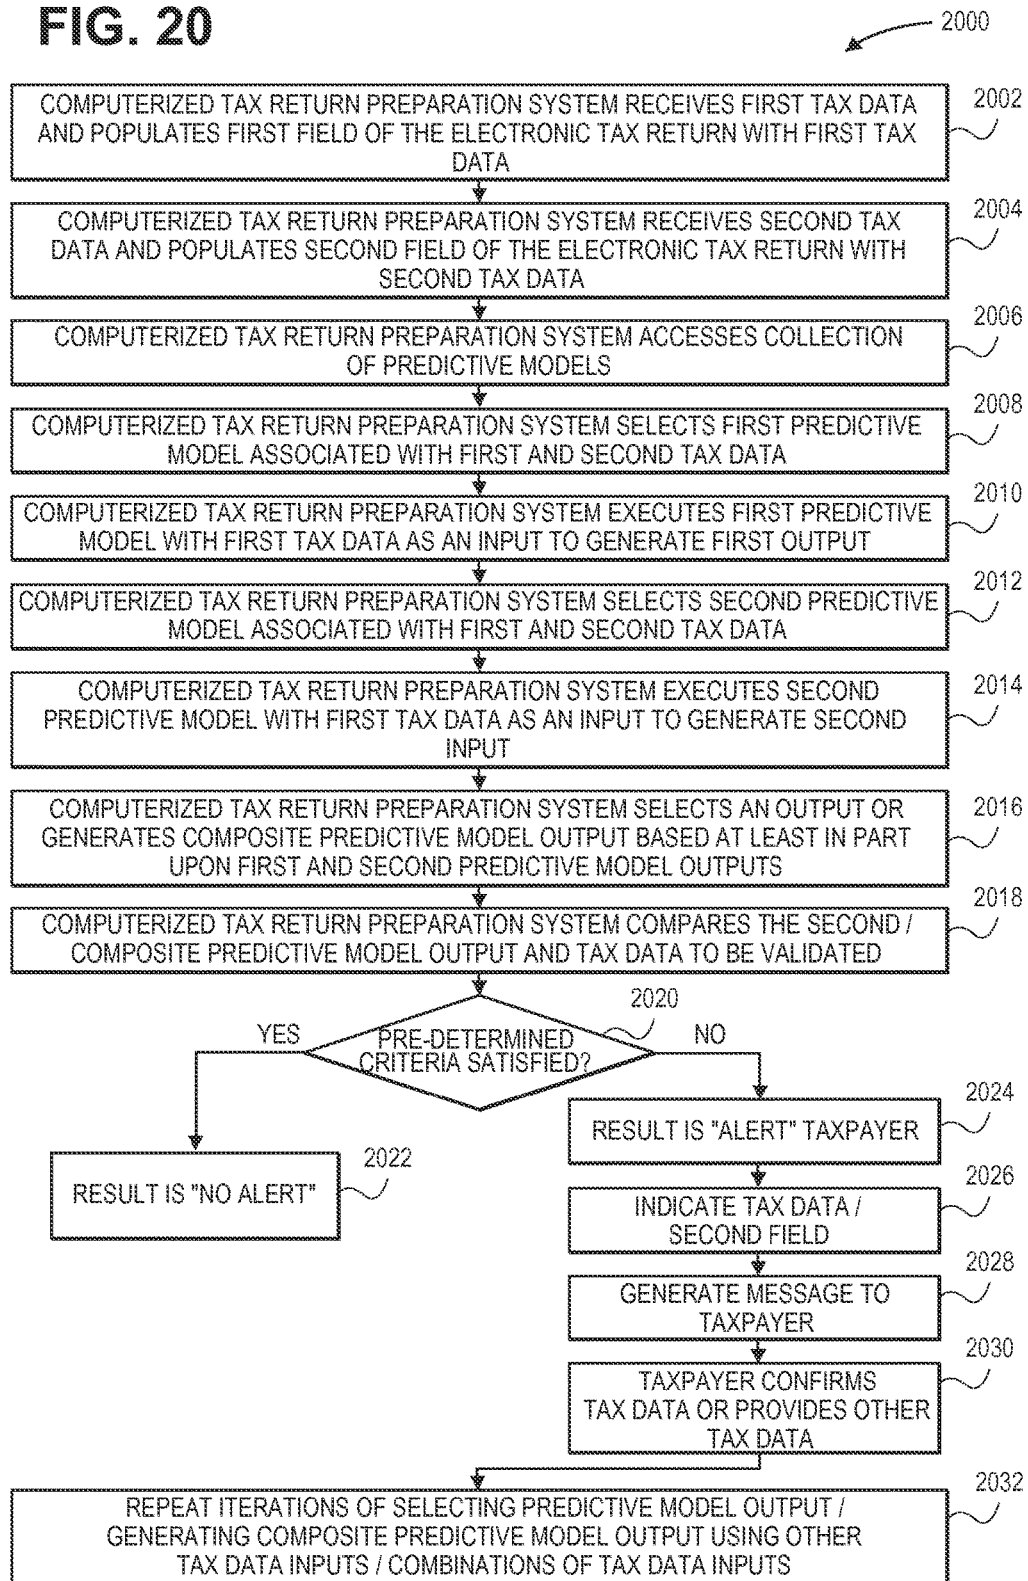 FIG. 20
2000
COMPUTERIZED TAX RETURN PREPARATION SYSTEM RECEIVES FIRST TAX DATA
AND POPULATES FIRST FIELD OF THE ELECTRONIC TAX RETURN WITH FIRST TAX
DATA
2002
COMPUTERIZED TAX RETURN PREPARATION SYSTEM RECEIVES SECOND TAX
DATA AND POPULATES SECOND FIELD OF THE ELECTRONIC TAX RETURN WITH
SECOND TAX DATA
2004
COMPUTERIZED TAX RETURN PREPARATION SYSTEM ACCESSES COLLECTION
OF PREDICTIVE MODELS
2006
COMPUTERIZED TAX RETURN PREPARATION SYSTEM SELECTS FIRST PREDICTIVE
MODEL ASSOCIATED WITH FIRST AND SECOND TAX DATA
2008
COMPUTERIZED TAX RETURN PREPARATION SYSTEM EXECUTES FIRST PREDICTIVE
MODEL WITH FIRST TAX DATA AS AN INPUT TO GENERATE FIRST OUTPUT
2010
COMPUTERIZED TAX RETURN PREPARATION SYSTEM SELECTS SECOND PREDICTIVE
MODEL ASSOCIATED WITH FIRST AND SECOND TAX DATA
2012
COMPUTERIZED TAX RETURN PREPARATION SYSTEM EXECUTES SECOND
PREDICTIVE MODEL WITH FIRST TAX DATA AS AN INPUT TO GENERATE SECOND
INPUT
2014
COMPUTERIZED TAX RETURN PREPARATION SYSTEM SELECTS AN OUTPUT OR
GENERATES COMPOSITE PREDICTIVE MODEL OUTPUT BASED AT LEAST IN PART
UPON FIRST AND SECOND PREDICTIVE MODEL OUTPUTS
2016
COMPUTERIZED TAX RETURN PREPARATION SYSTEM COMPARES THE SECOND /
COMPOSITE PREDICTIVE MODEL OUTPUT AND TAX DATA TO BE VALIDATED
2018
2020
YES
PRE-DETERMINED
CRITERIA SATISFIED?
NO
RESULT IS "NO ALERT"
2022
RESULT IS "ALERT" TAXPAYER
2024
INDICATE TAX DATA /
SECOND FIELD
2026
GENERATE MESSAGE TO
TAXPAYER
2028
TAXPAYER CONFIRMS
TAX DATA OR PROVIDES OTHER
TAX DATA
2030
REPEAT ITERATIONS OF SELECTING PREDICTIVE MODEL OUTPUT /
GENERATING COMPOSITE PREDICTIVE MODEL OUTPUT USING OTHER
TAX DATA INPUTS / COMBINATIONS OF TAX DATA INPUTS
2032